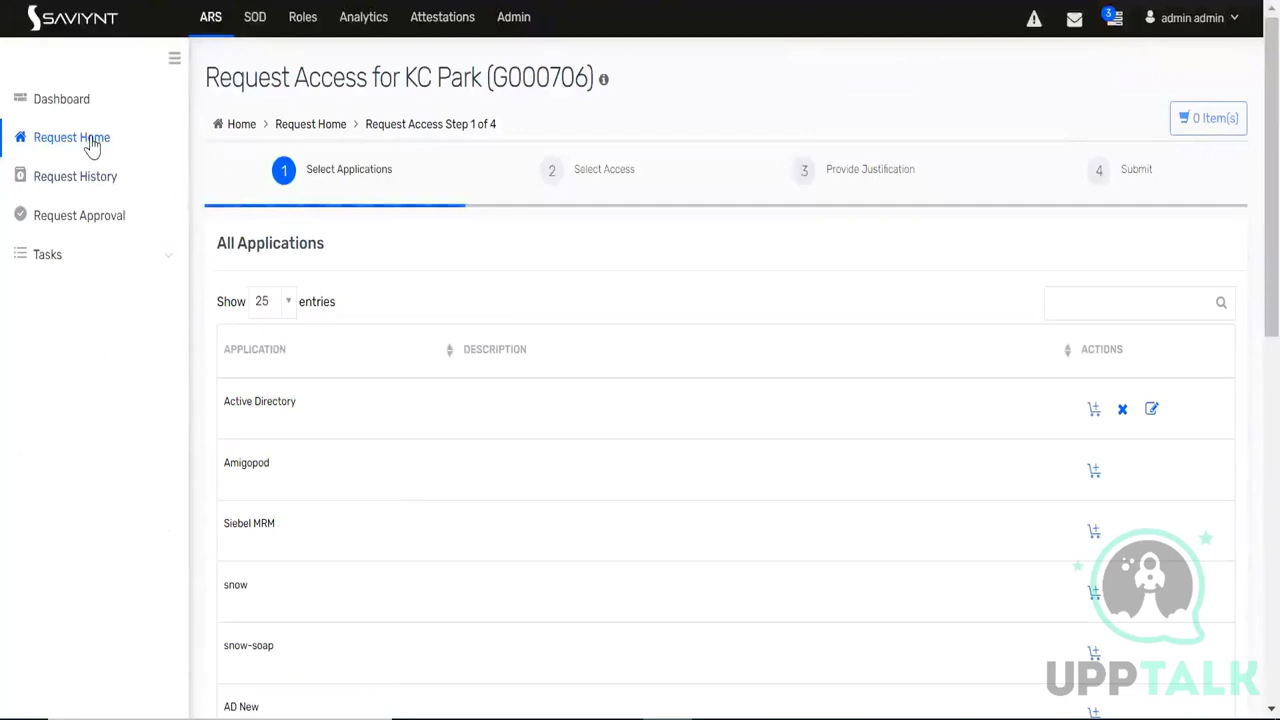 SAVIYNT
ARS SOD Roles Analytics Attestations Admin
3
admin admin
Dashboard
Request Home
Request History
Request Approval
Tasks
Request Access for KC Park (G000706)
Home > Request Home > Request Access Step 1 of 4
0 Item(s)
1 Select Applications
2 Select Access
3 Provide Justification
4 Submit
All Applications
Show 25 entries
APPLICATION DESCRIPTION ACTIONS
Active Directory
Amigopod
Siebel MRM
snow
snow-soap
AD New
UPPTALK